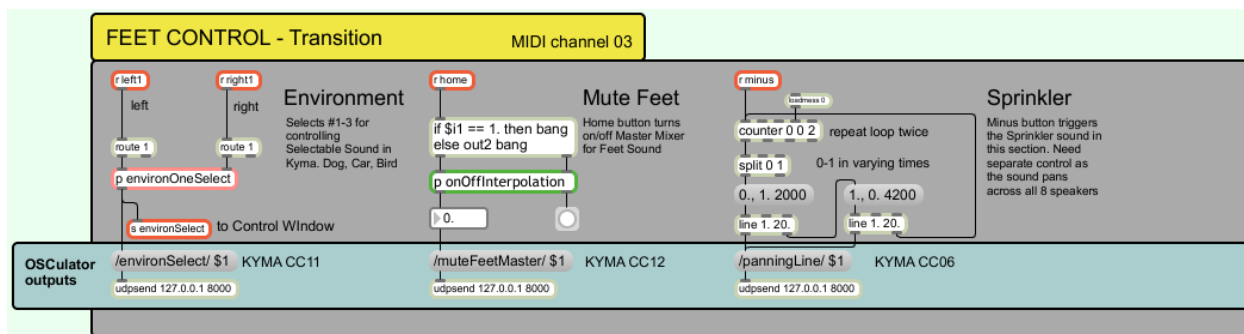 FEET CONTROL - Transition
MIDI channel 03
r left1
r right1
left
right
route 1
route 1
p environOneSelect
s environSelect
to Control WIndow
Environment
Selects #1-3 for
controlling
Selectable Sound in
Kyma. Dog, Car, Bird
r home
if $i1 == 1. then bang
else out2 bang
p onOffInterpolation
0.
Mute Feet
Home button turns
on/off Master Mixer
for Feet Sound
r minus
loadmess 0
counter 0 0 2
repeat loop twice
split 0 1
0-1 in varying times
0., 1. 2000
1., 0. 4200
line 1. 20.
line 1. 20.
Sprinkler
Minus button triggers
the Sprinkler sound in
this section. Need
separate control as
the sound pans
across all 8 speakers
OSCulator
outputs
/environSelect/ $1
KYMA CC11
udpsend 127.0.0.1 8000
/muteFeetMaster/ $1
KYMA CC12
udpsend 127.0.0.1 8000
/panningLine/ $1
KYMA CC06
udpsend 127.0.0.1 8000